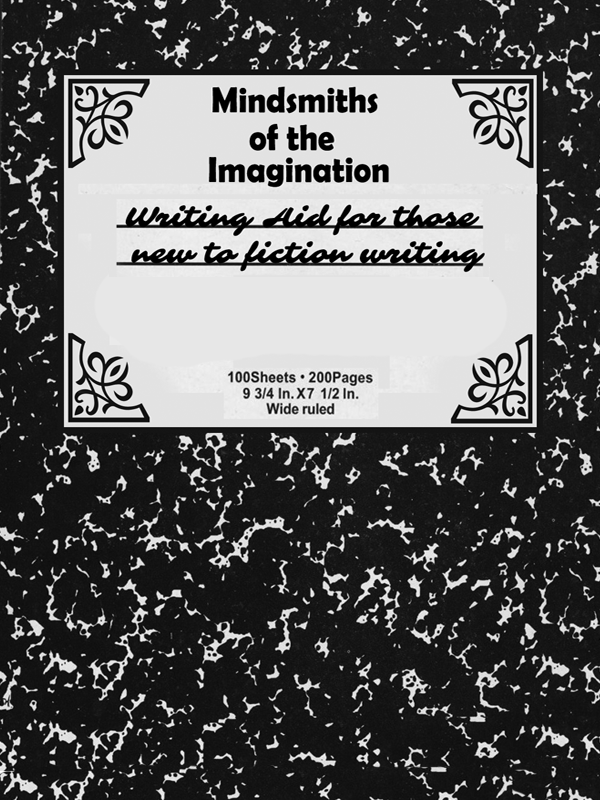 Mindsmiths
of the
Imagination
Writing Aid for those
new to fiction writing
100Sheets • 200Pages
9 3/4 In. X7 1/2 In.
Wide ruled